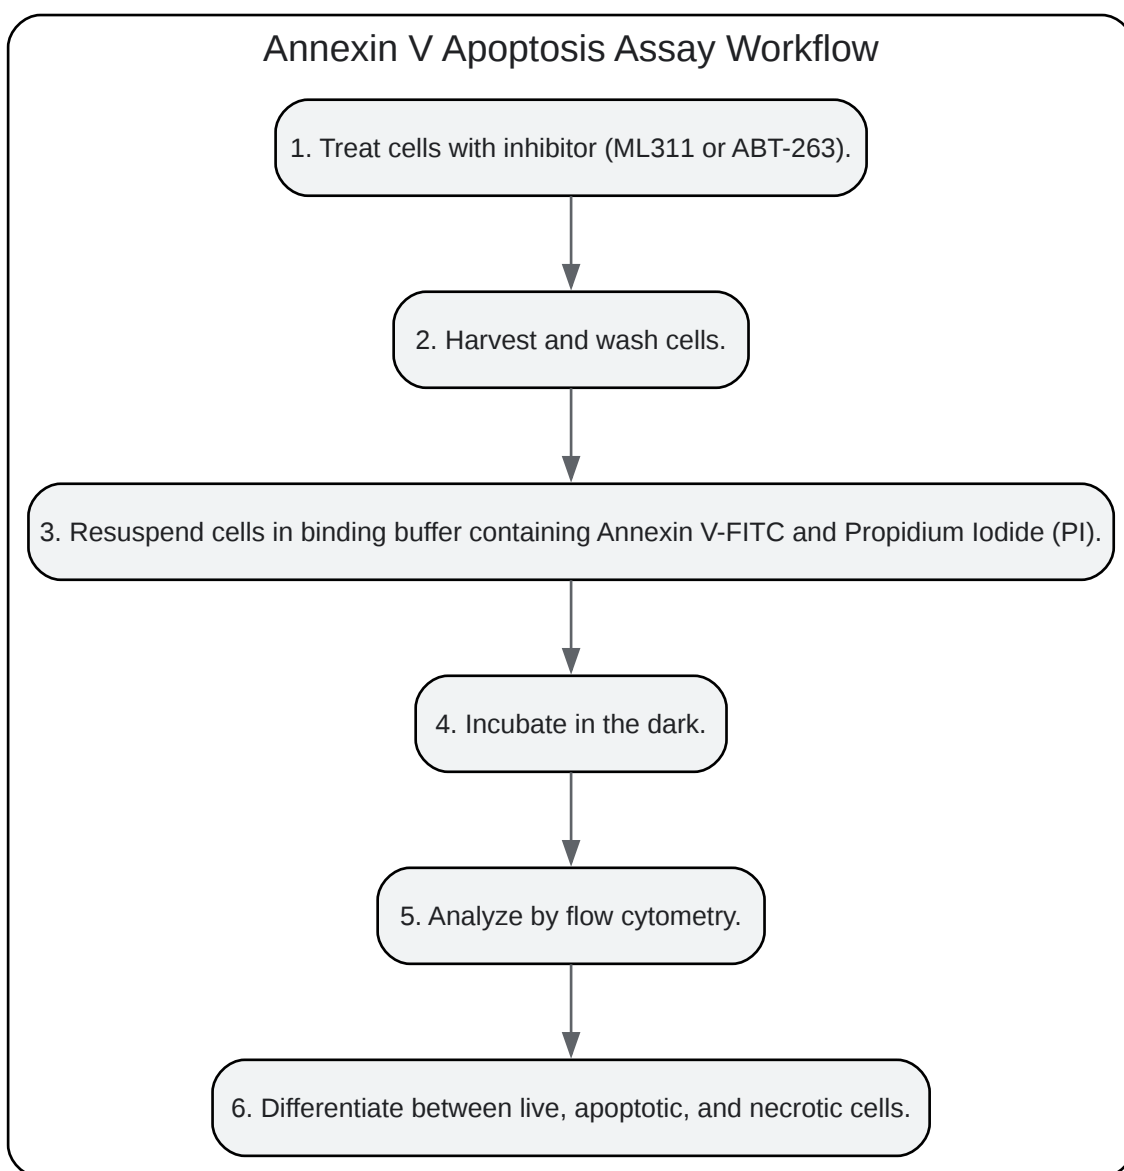 Annexin V Apoptosis Assay Workflow
1. Treat cells with inhibitor (ML311 or ABT-263).
2. Harvest and wash cells.
3. Resuspend cells in binding buffer containing Annexin V-FITC and Propidium Iodide (PI).
4. Incubate in the dark.
5. Analyze by flow cytometry.
6. Differentiate between live, apoptotic, and necrotic cells.